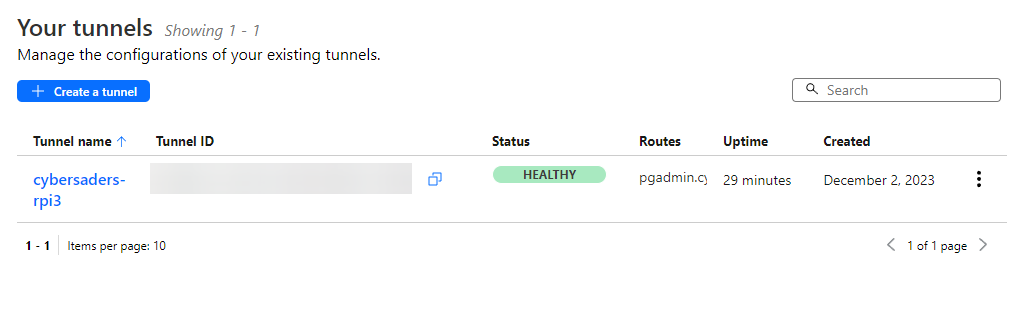 Your tunnels Showing 1 - 1
Manage the configurations of your existing tunnels.
Create a tunnel
Search
Tunnel name Tunnel ID Status Routes Uptime Created
cybersaders-
rpi3
HEALTHY pgadmin.cy 29 minutes December 2, 2023
1 - 1 Items per page: 10 1 of 1 page